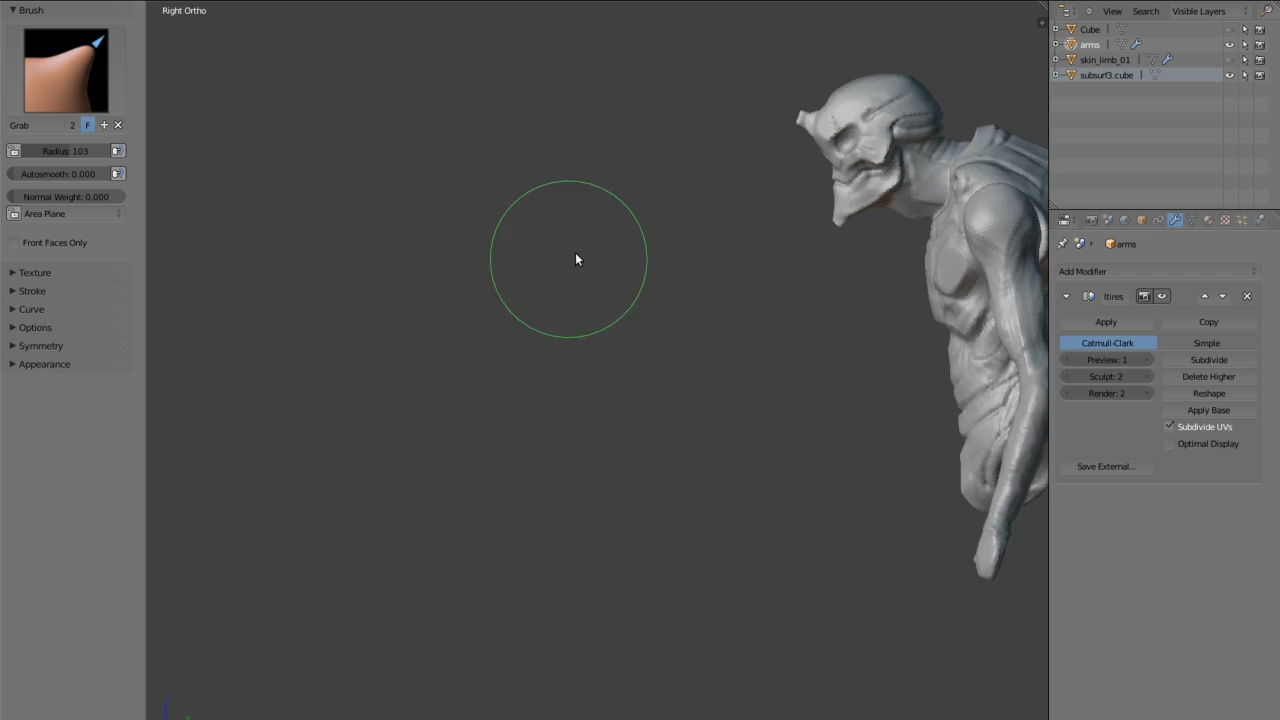 Brush
Grab 2 F
Radius: 103
Autosmooth: 0.000
Normal Weight: 0.000
Area Plane
Front Faces Only
Texture
Stroke
Curve
Options
Symmetry
Appearance
Right Ortho
View Search Visible Layers
Cube
arms
skin_limb_01
subsurf3.cube
arms
Add Modifier
ltires
Apply Copy
Catmull-Clark Simple
Preview: 1 Subdivide
Sculpt: 2 Delete Higher
Render: 2 Reshape
Apply Base
Subdivide UVs
Optimal Display
Save External...